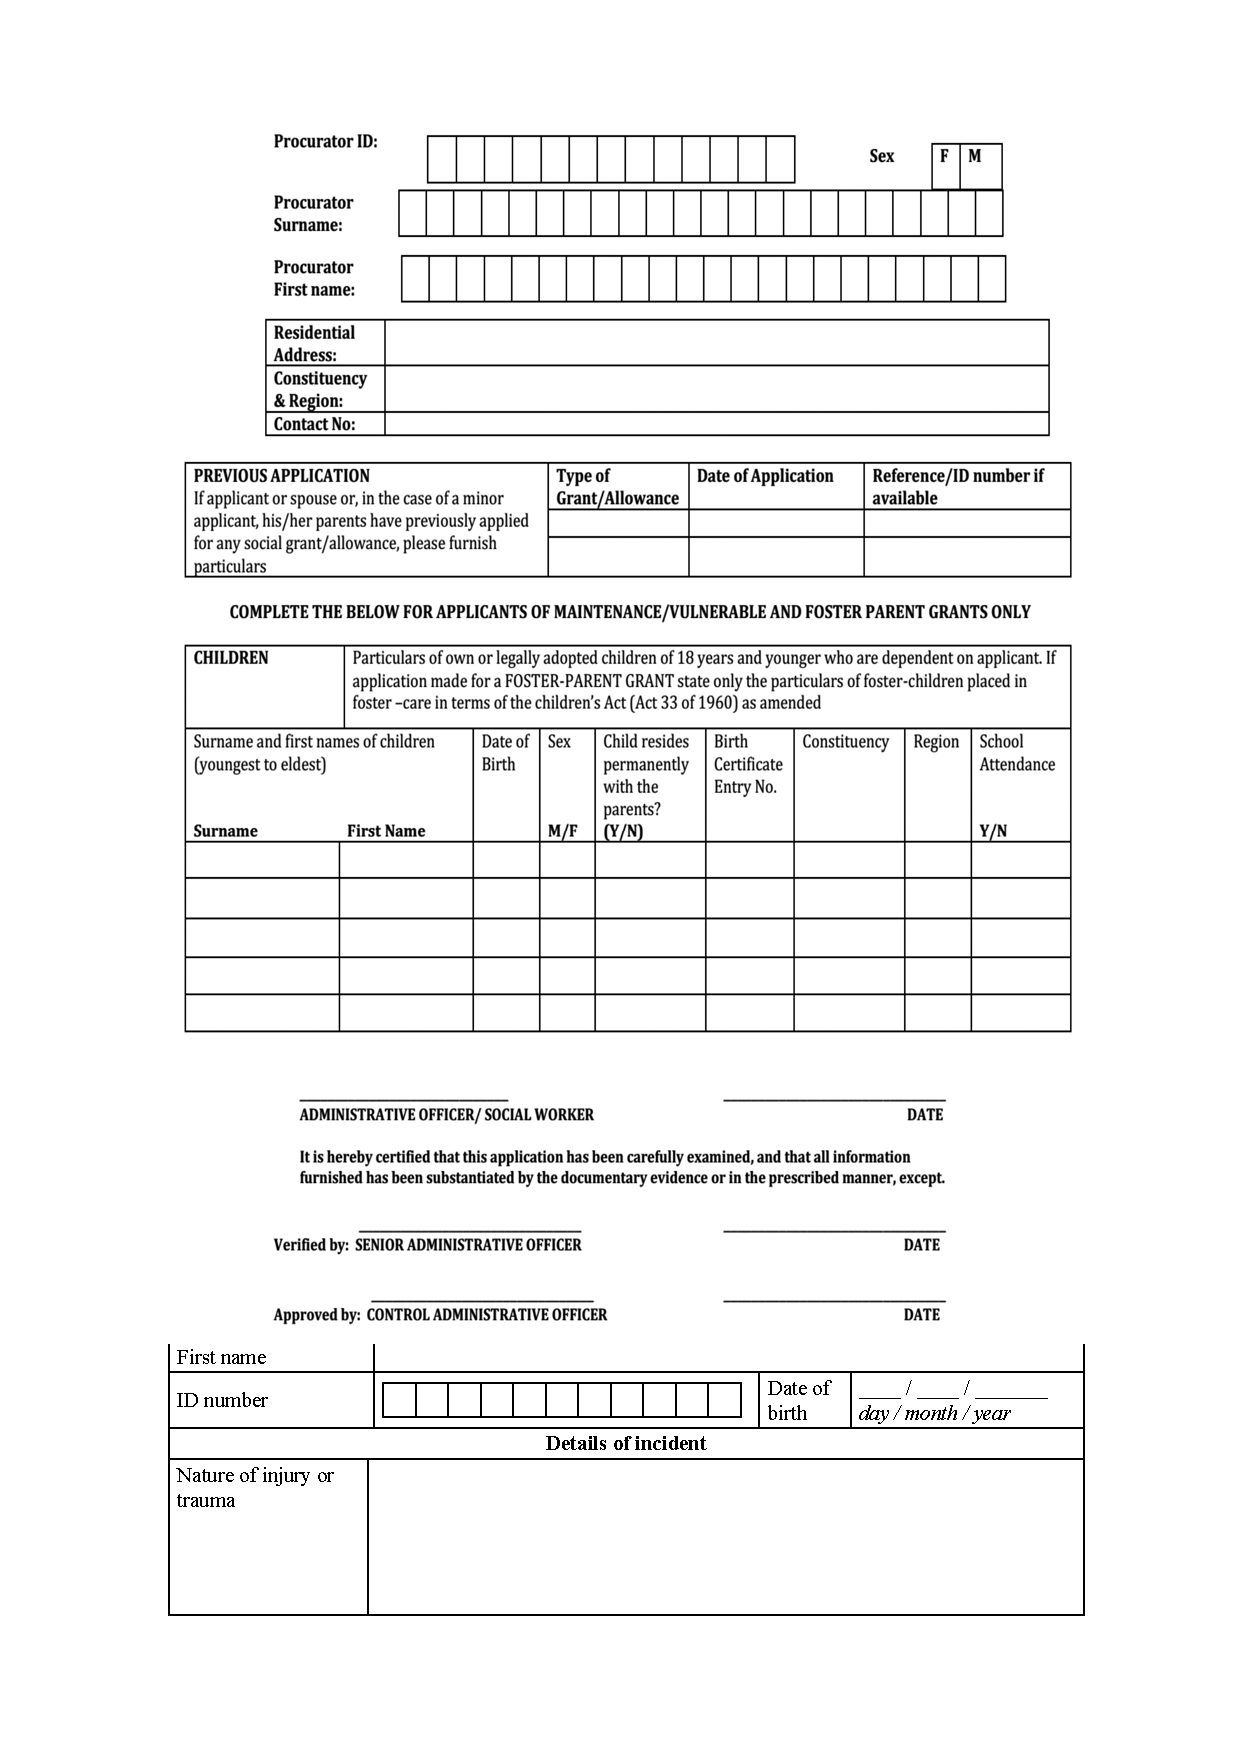 Procurator ID:
Sex F M
Procurator
Surname:
Procurator
First name:
Residential
Address:
Constituency
& Region:
Contact No:
PREVIOUS APPLICATION
If applicant or spouse or, in the case of a minor
applicant, his/her parents have previously applied
for any social grant/allowance, please furnish
particulars
Type of
Grant/Allowance
Date of Application
Reference/ID number if
available
COMPLETE THE BELOW FOR APPLICANTS OF MAINTENANCE/VULNERABLE AND FOSTER PARENT GRANTS ONLY
CHILDREN
Particulars of own or legally adopted children of 18 years and younger who are dependent on applicant. If
application made for a FOSTER-PARENT GRANT state only the particulars of foster-children placed in
foster –care in terms of the children’s Act (Act 33 of 1960) as amended
Surname and first names of children
(youngest to eldest)
Surname First Name
Date of
Birth
Sex
M/F
Child resides
permanently
with the
parents?
(Y/N)
Birth
Certificate
Entry No.
Constituency
Region
School
Attendance
Y/N
ADMINISTRATIVE OFFICER/ SOCIAL WORKER DATE
It is hereby certified that this application has been carefully examined, and that all information
furnished has been substantiated by the documentary evidence or in the prescribed manner, except.
Verified by: SENIOR ADMINISTRATIVE OFFICER DATE
Approved by: CONTROL ADMINISTRATIVE OFFICER DATE
First name
ID number
Date of
birth
____ / ____ / _______
day / month / year
Details of incident
Nature of injury or
trauma